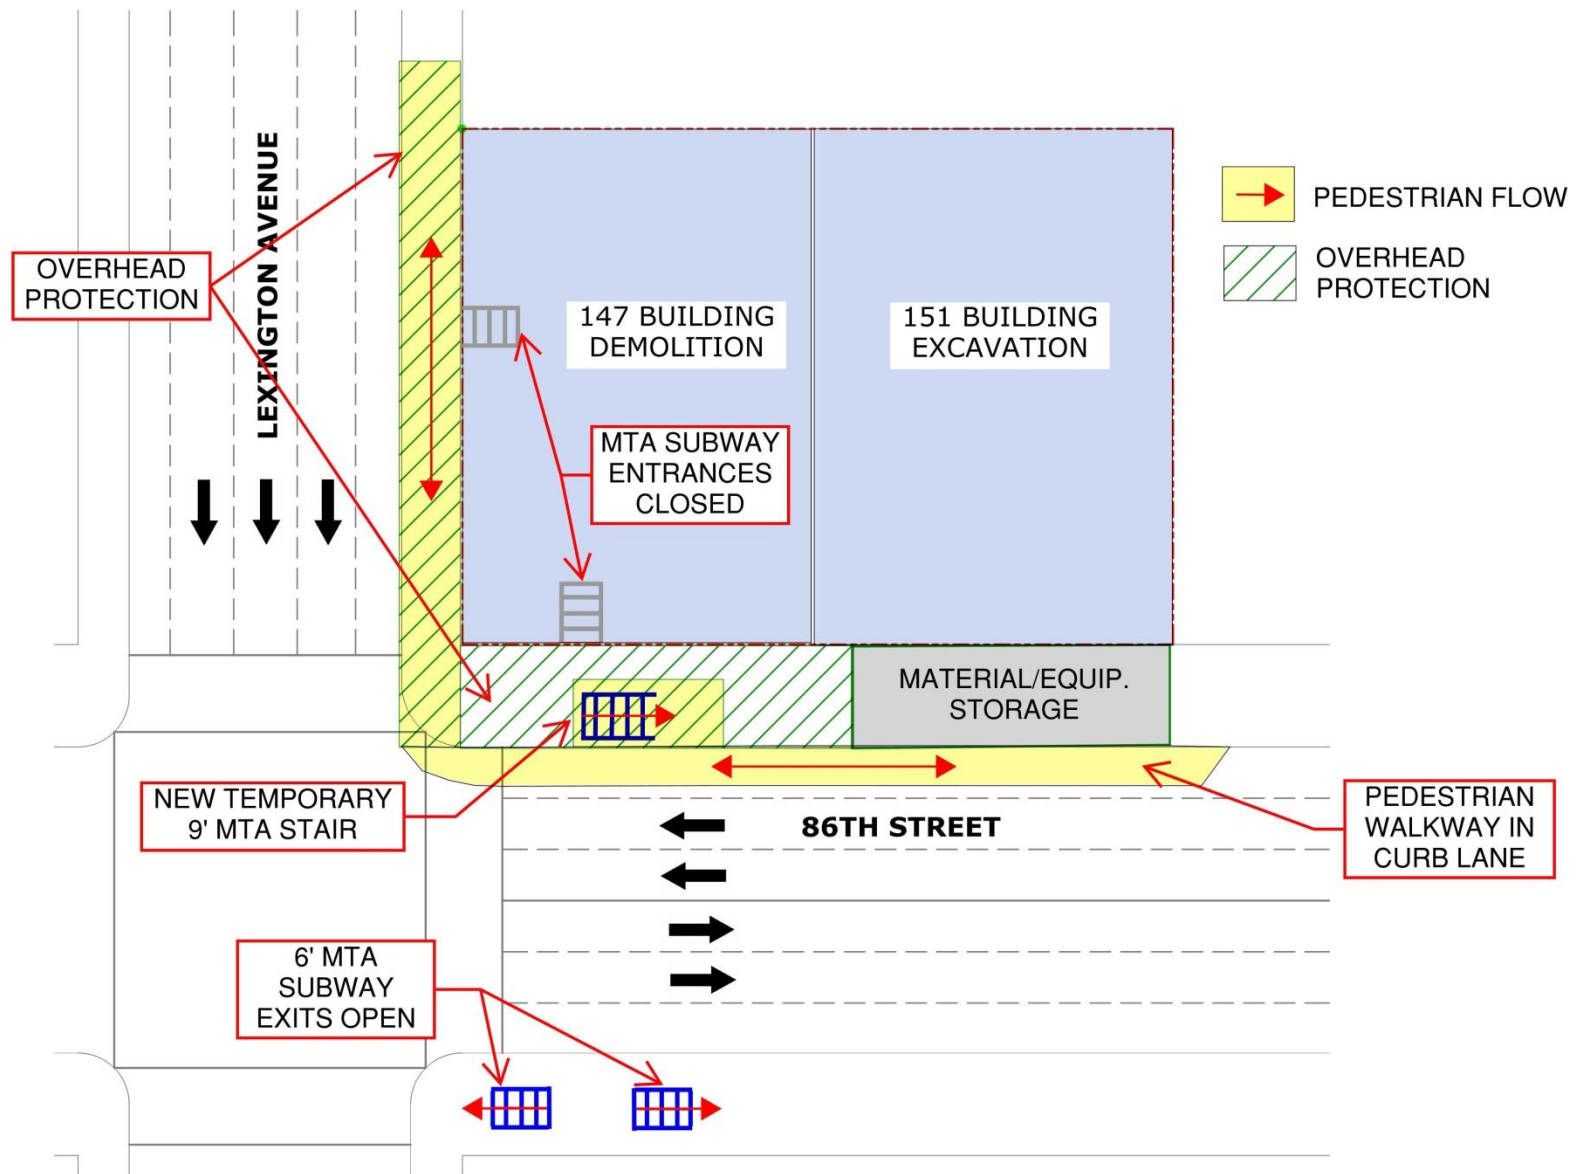 LEXINGTON AVENUE
OVERHEAD
PROTECTION
147 BUILDING
DEMOLITION
151 BUILDING
EXCAVATION
PEDESTRIAN FLOW
OVERHEAD
PROTECTION
MTA SUBWAY
ENTRANCES
CLOSED
MATERIAL/EQUIP.
STORAGE
NEW TEMPORARY
9' MTA STAIR
86TH STREET
PEDESTRIAN
WALKWAY IN
CURB LANE
6' MTA
SUBWAY
EXITS OPEN